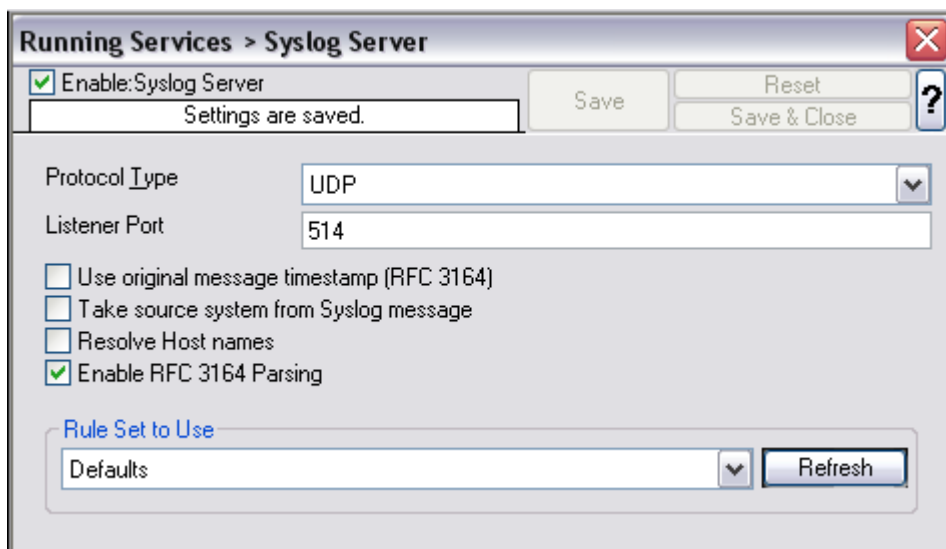 Running Services > Syslog Server
Enable:Syslog Server
Settings are saved.
Save
Reset
Save & Close
?
Protocol Type
UDP
Listener Port
514
Use original message timestamp (RFC 3164)
Take source system from Syslog message
Resolve Host names
Enable RFC 3164 Parsing
Rule Set to Use
Defaults
Refresh